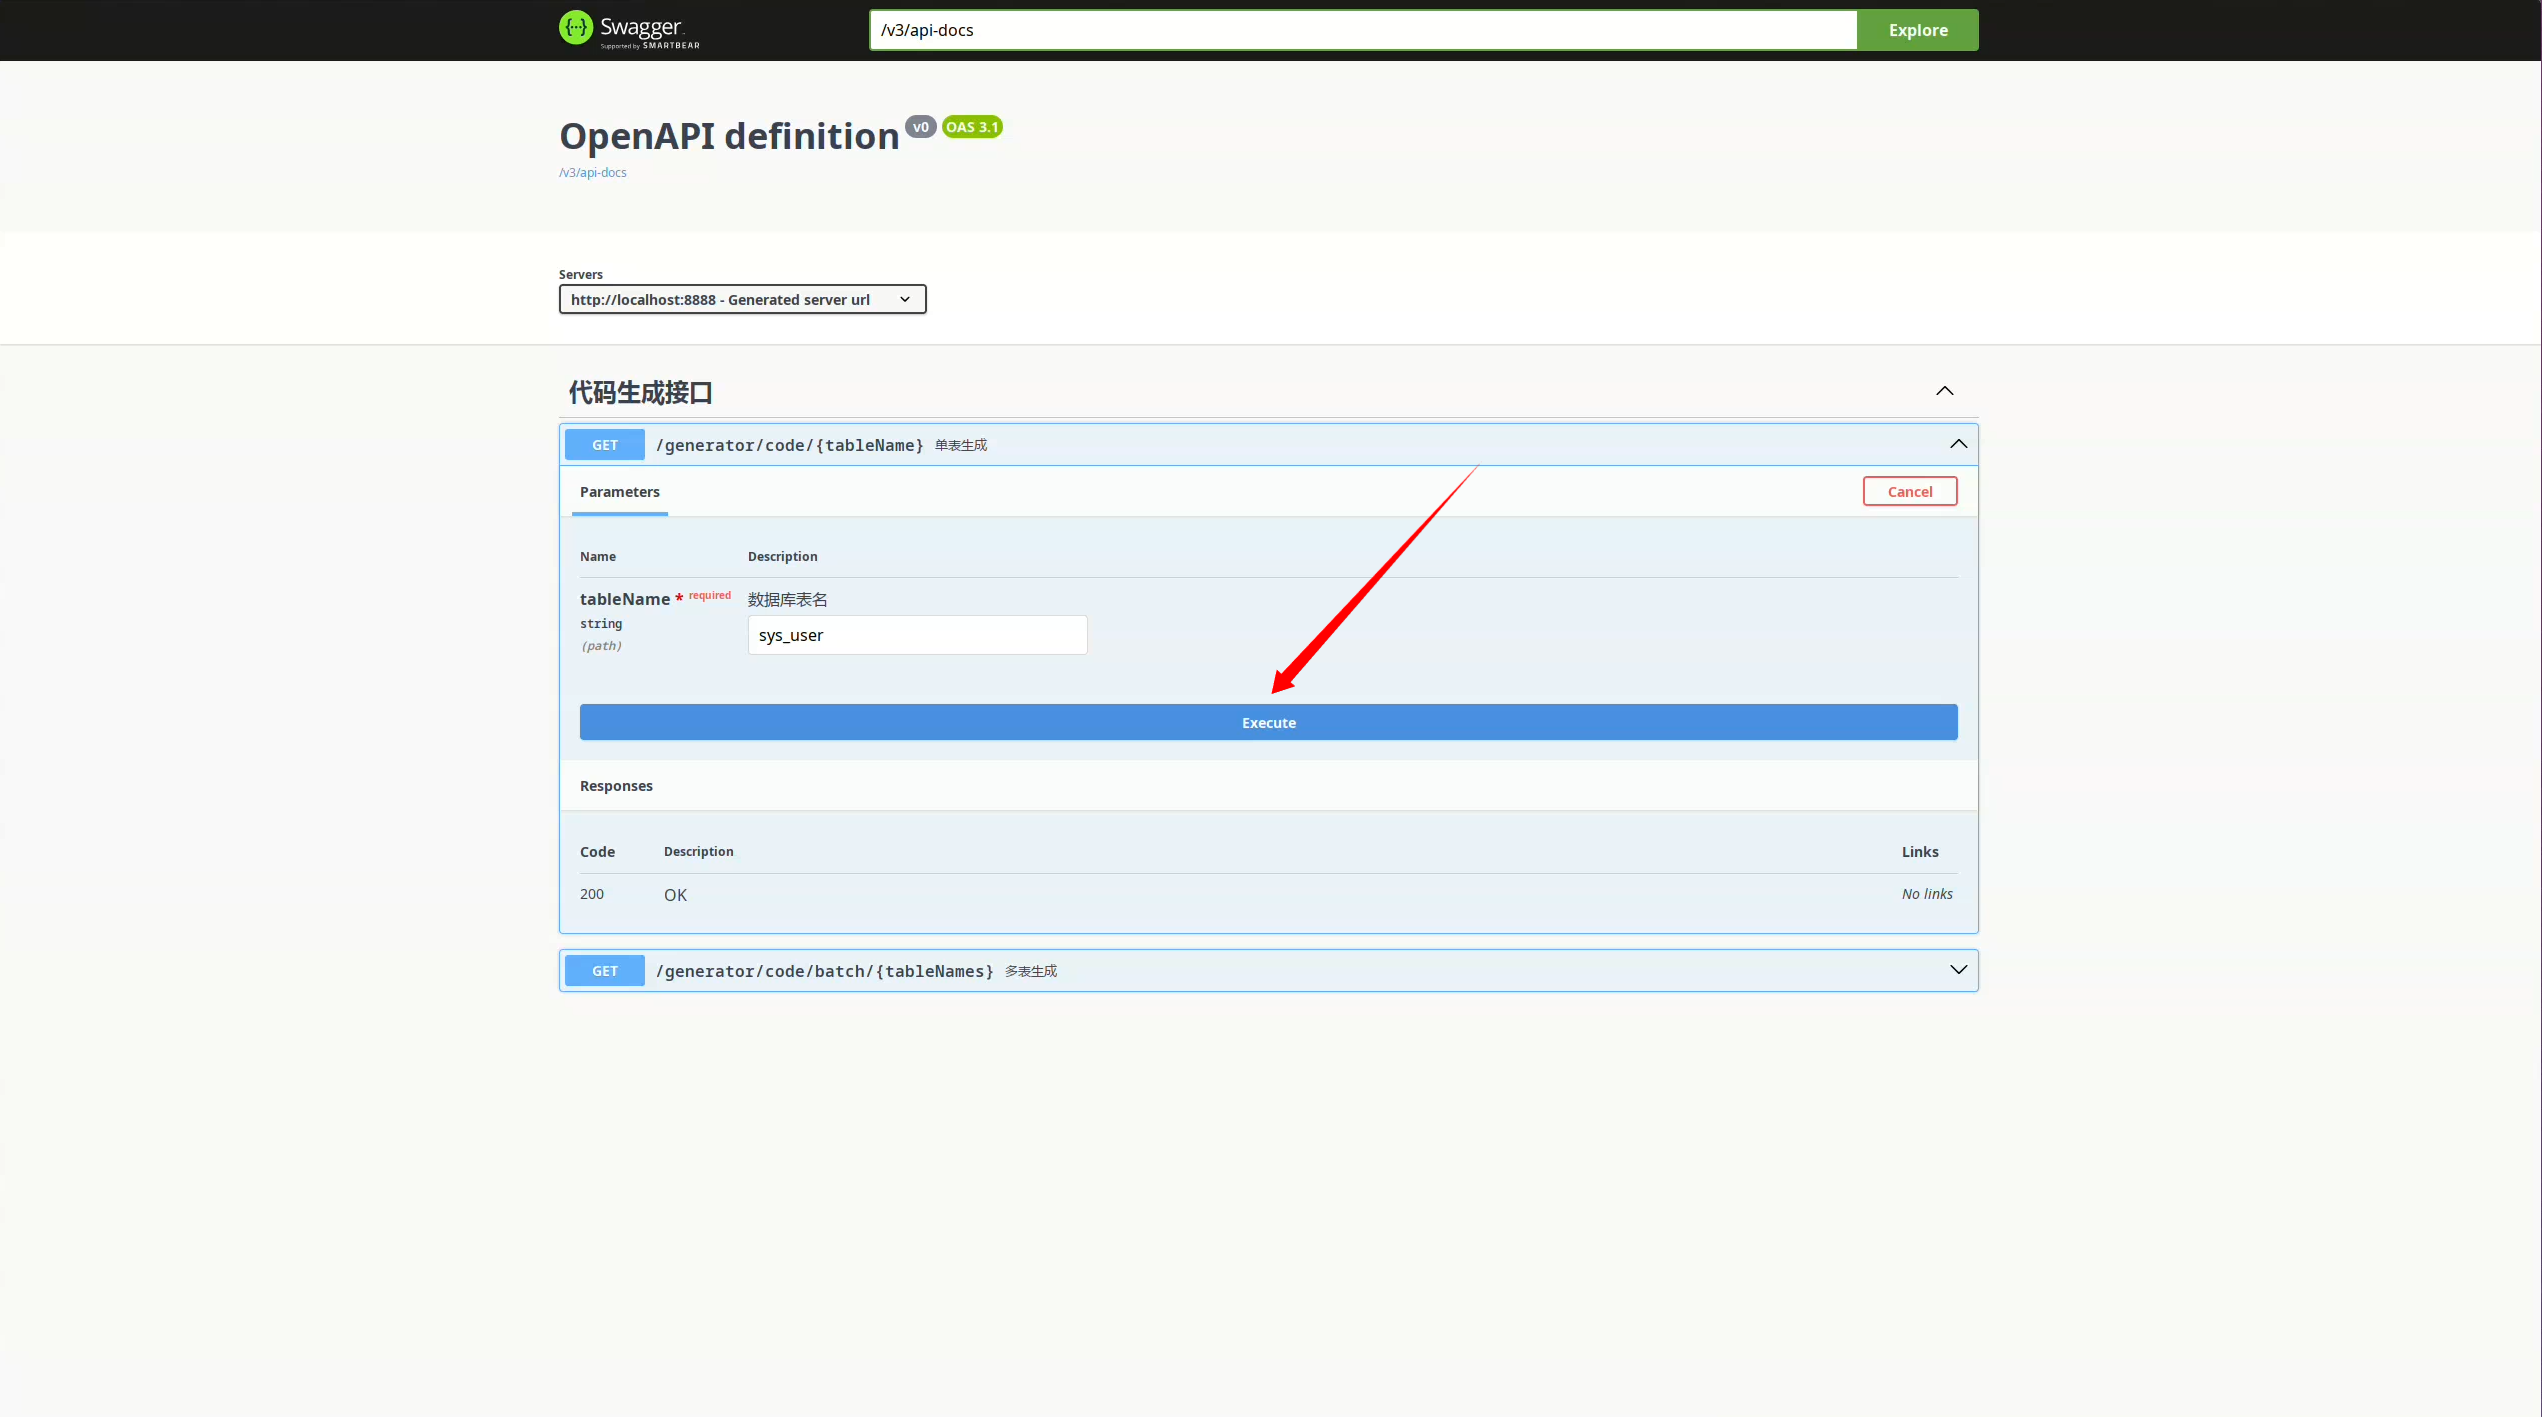 Swagger
Supported by SMARTBEAR
/v3/api-docs
Explore
OpenAPI definition v0 OAS 3.1
/v3/api-docs
Servers
http://localhost:8888 - Generated server url
代码生成接口
GET /generator/code/{tableName} 单表生成
Parameters
Cancel
Name Description
tableName * required 数据库表名
string
(path)
sys_user
Execute
Responses
Code Description Links
200 OK No links
GET /generator/code/batch/{tableNames} 多表生成